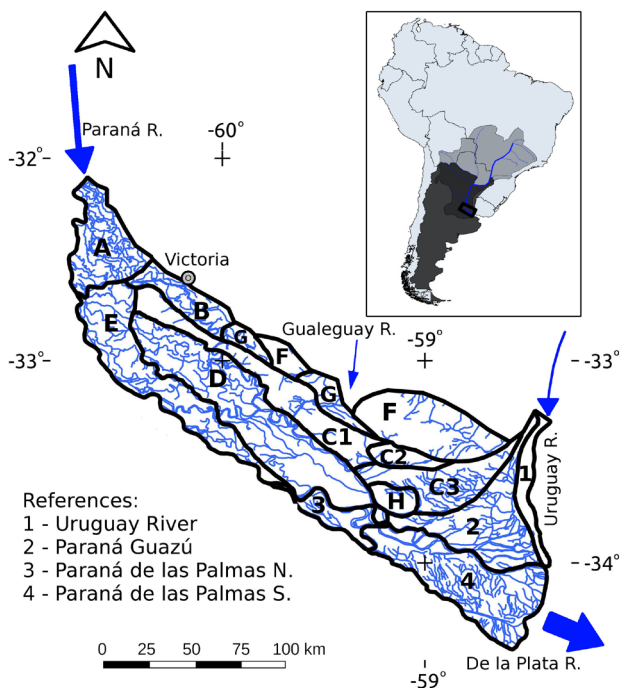 N
Paraná R.
-60°
-32°
A
Victoria
B
G
Gualeguay R.
-59°
E
F
-33°
-33°
D
G
F
C1
C2
C3
1
Uruguay R.
H
3
2
References:
1 - Uruguay River
2 - Paraná Guazú
3 - Paraná de las Palmas N.
4 - Paraná de las Palmas S.
-34°
4
0 25 50 75 100 km
-59°
De la Plata R.